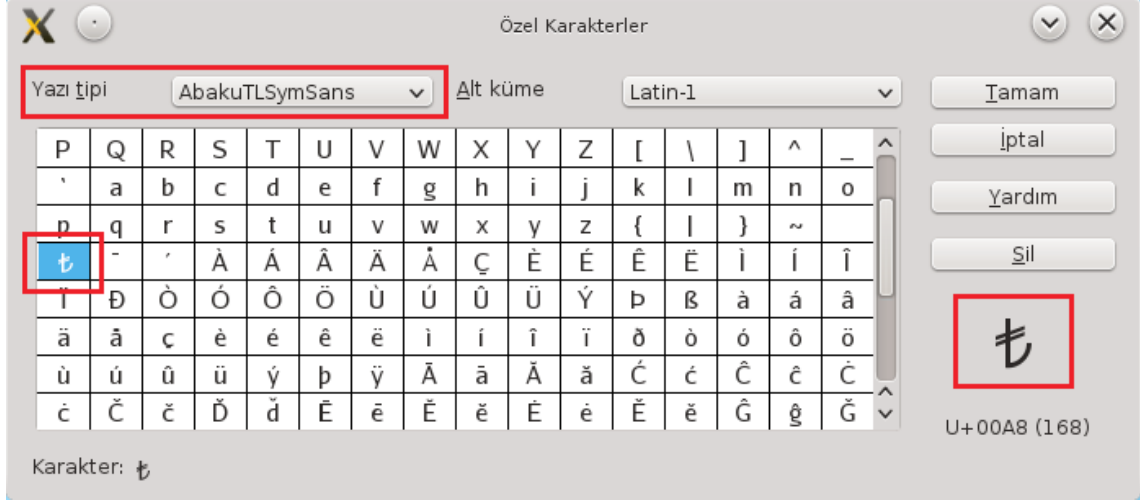 Özel Karakterler
Yazı tipi AbakuTLSymSans Alt küme Latin-1 Tamam
İptal
Yardım
Sil
P Q R S T U V W X Y Z [ \ ] ^ _
` a b c d e f g h i j k l m n o
p q r s t u v w x y z { | } ~
₺ ¯ ´ À Á Â Ä Å Ç È É Ê Ë Ì Í Î
Ï Ð Ò Ó Ô Ö Ù Ú Û Ü Ý Þ ß à á â
ä å ç è é ê ë ì í î ï ð ò ó ô ö
ù ú û ü ý þ ÿ Ā ā Ă ă Ć ć Ĉ ĉ Ċ
ċ Č č Ď ď Ē ē Ĕ ĕ Ė ė Ě ě Ĝ ĝ Ğ
₺
U+00A8 (168)
Karakter: ₺